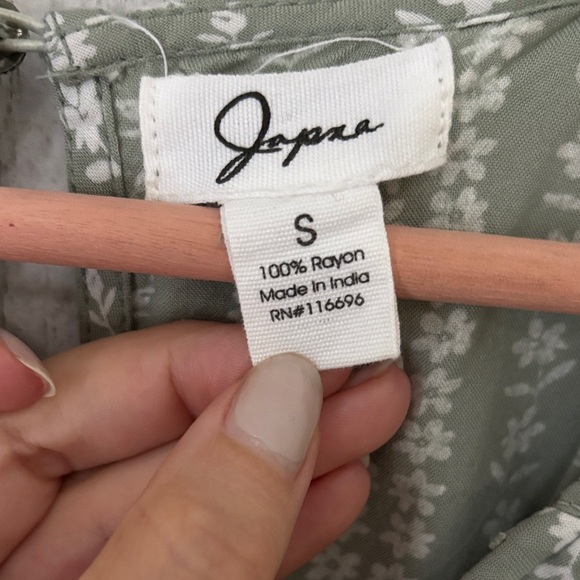 Japna
S
100% Rayon
Made In India
RN#116696